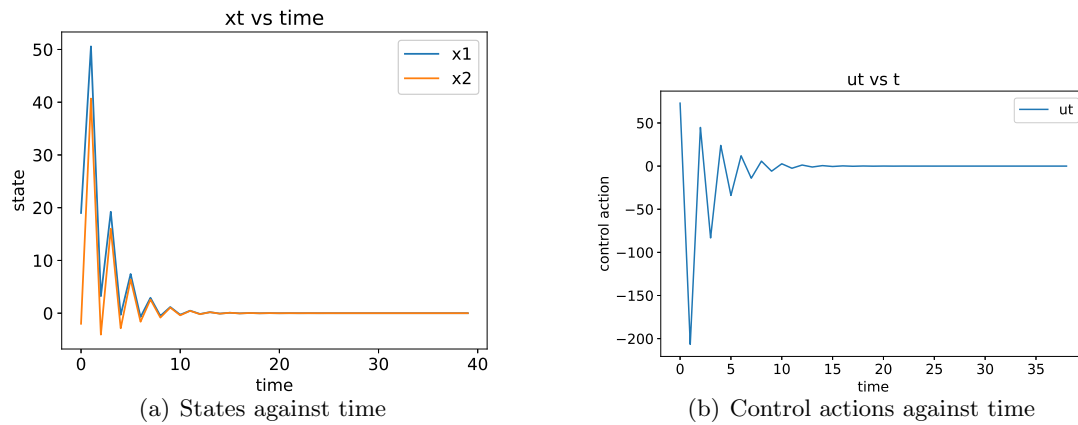 xt vs time
x1
x2
50
40
30
20
10
0
state
0 10 20 30 40
time
(a) States against time
ut vs t
ut
50
0
−50
−100
−150
−200
control action
0 5 10 15 20 25 30 35
time
(b) Control actions against time